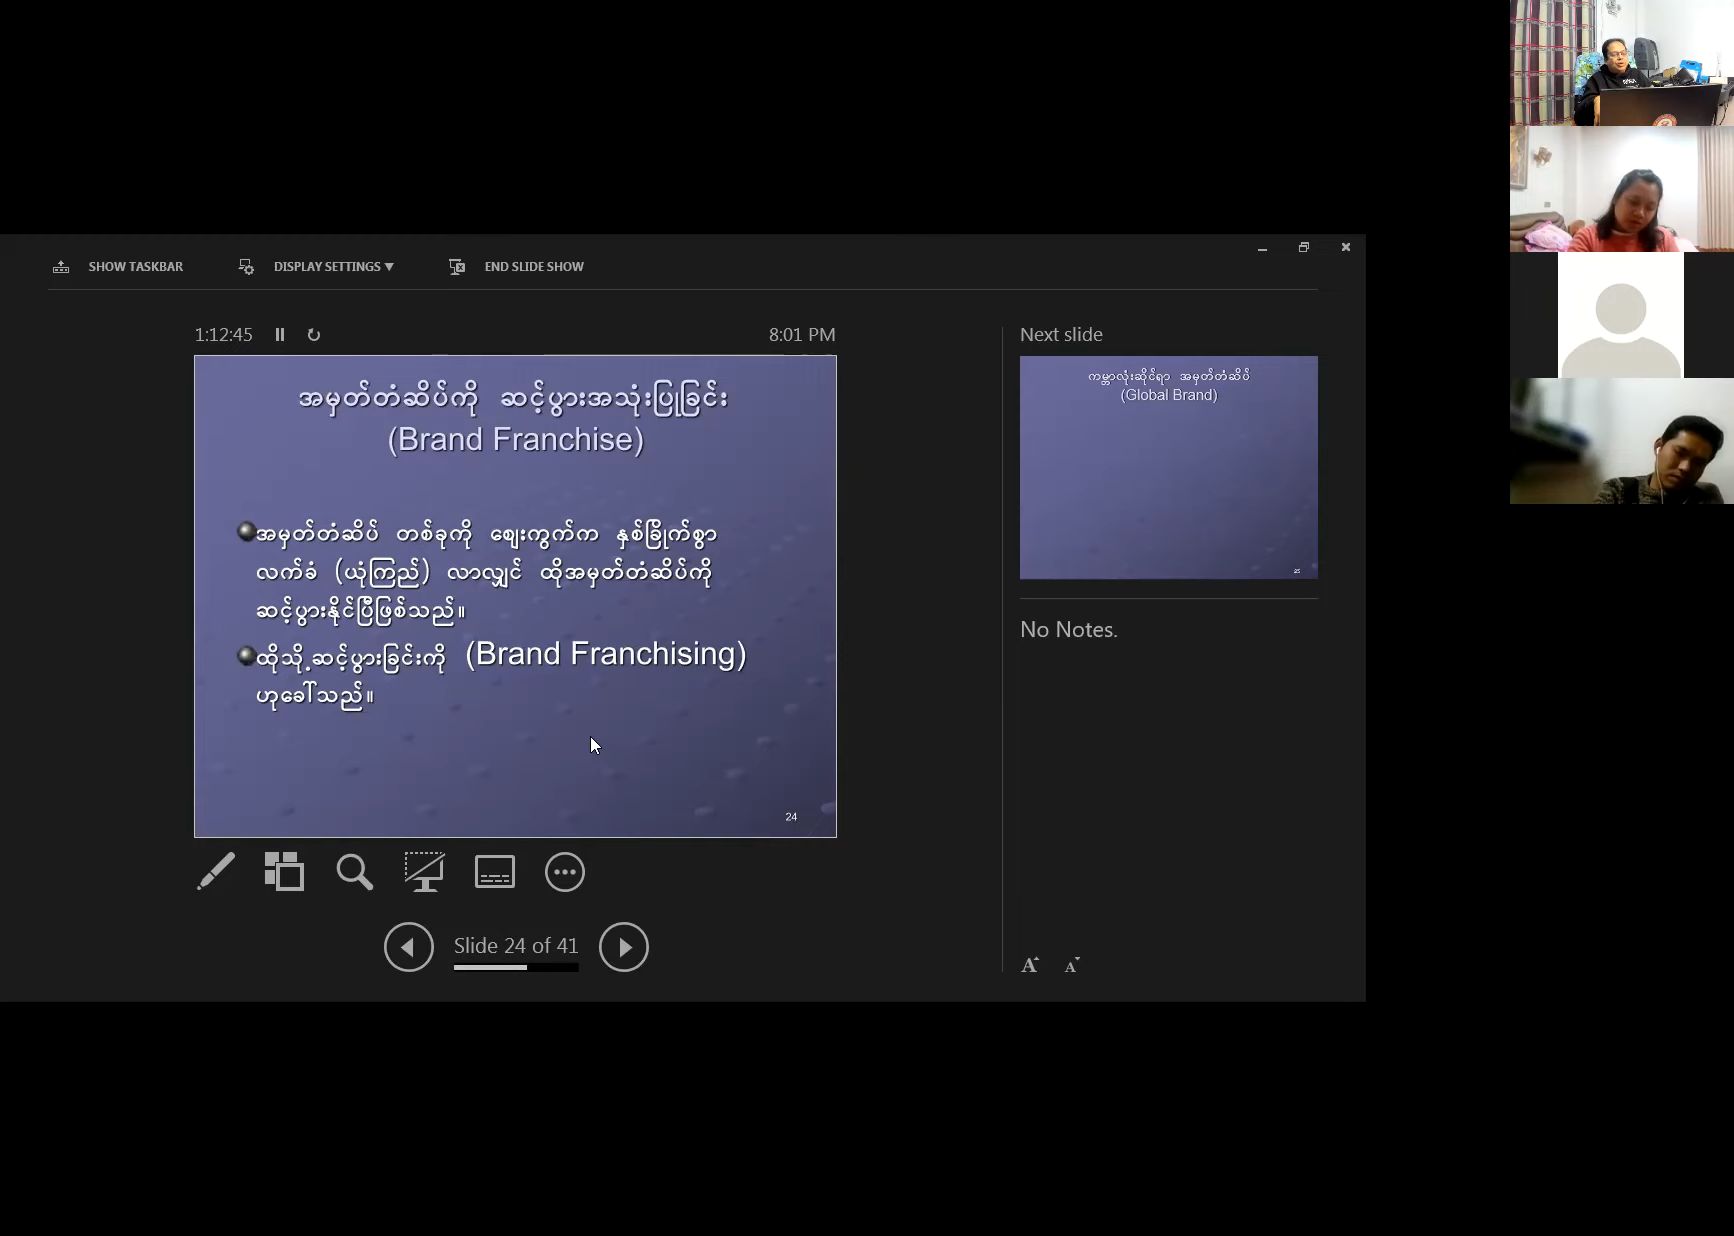 SHOW TASKBAR DISPLAY SETTINGS ▼ END SLIDE SHOW
1:12:45 8:01 PM
အမှတ်တံဆိပ်ကို ဆင့်ပွားအသုံးပြုခြင်း
(Brand Franchise)
အမှတ်တံဆိပ် တစ်ခုကို ဈေးကွက်က နှစ်ခြိုက်စွာ
လက်ခံ (ယုံကြည်) လာလျှင် ထိုအမှတ်တံဆိပ်ကို
ဆင့်ပွားနိုင်ပြီဖြစ်သည်။
ထိုသို့ဆင့်ပွားခြင်းကို (Brand Franchising)
ဟုခေါ်သည်။
24
Slide 24 of 41
Next slide
ကမ္ဘာလုံးဆိုင်ရာ အမှတ်တံဆိပ်
(Global Brand)
25
No Notes.
A A